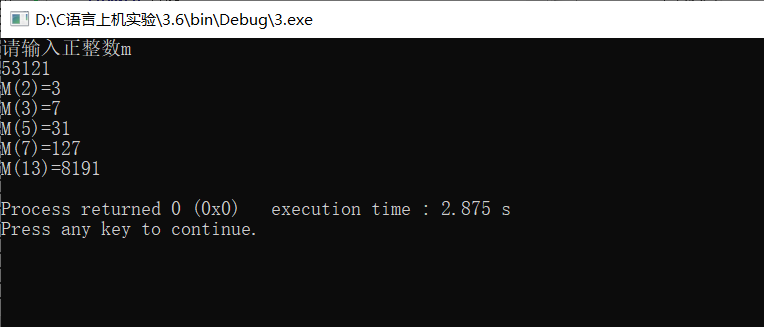 D:\C语言上机实验\3.6\bin\Debug\3.exe
请输入正整数m
53121
M(2)=3
M(3)=7
M(5)=31
M(7)=127
M(13)=8191
Process returned 0 (0x0)   execution time : 2.875 s
Press any key to continue.